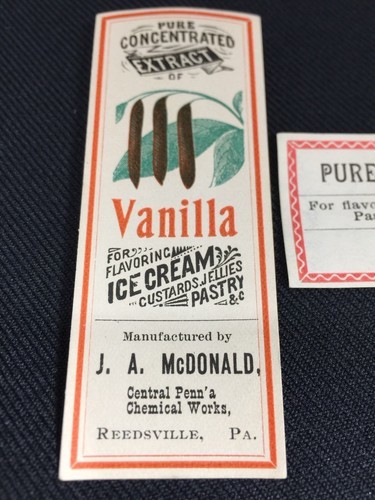 PURE
CONCENTRATED
EXTRACT
OF
Vanilla
FOR
FLAVORING
ICE CREAM
CUSTARDS, JELLIES
PASTRY
&C
Manufactured by
J. A. McDONALD,
Central Penn'a
Chemical Works,
REEDSVILLE, PA.
PURE
For flavo
Pa